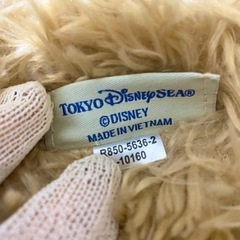 TOKYO DISNEYSEA®
© DISNEY
MADE IN VIETNAM
R850-5636-2
-10160